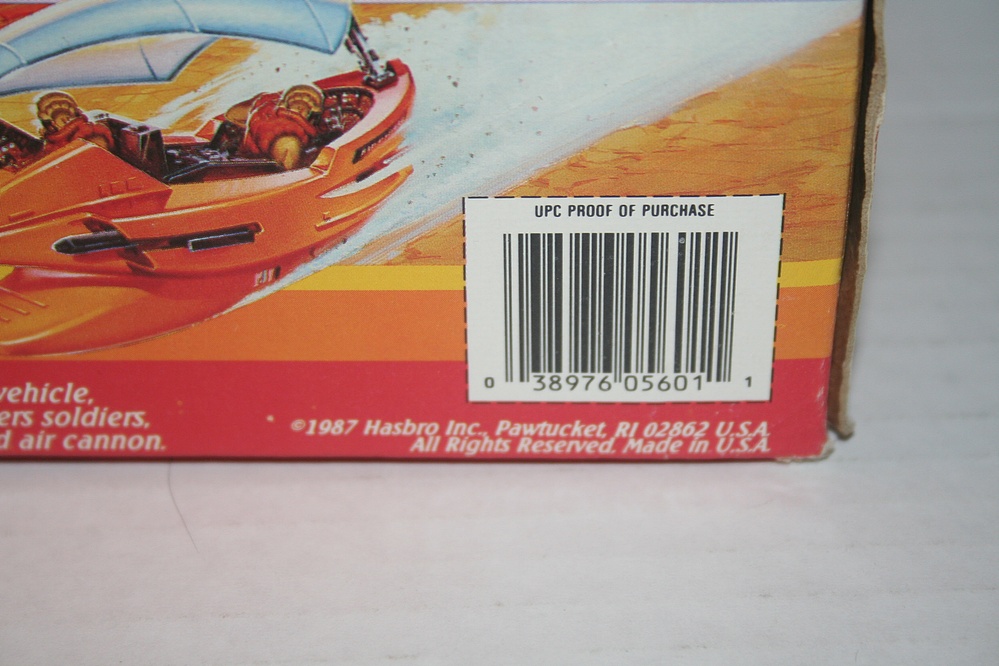 UPC PROOF OF PURCHASE
0 38976 05601 1
vehicle,
ers soldiers,
d air cannon.
©1987 Hasbro Inc., Pawtucket, RI 02862 U.S.A.
All Rights Reserved. Made in U.S.A.